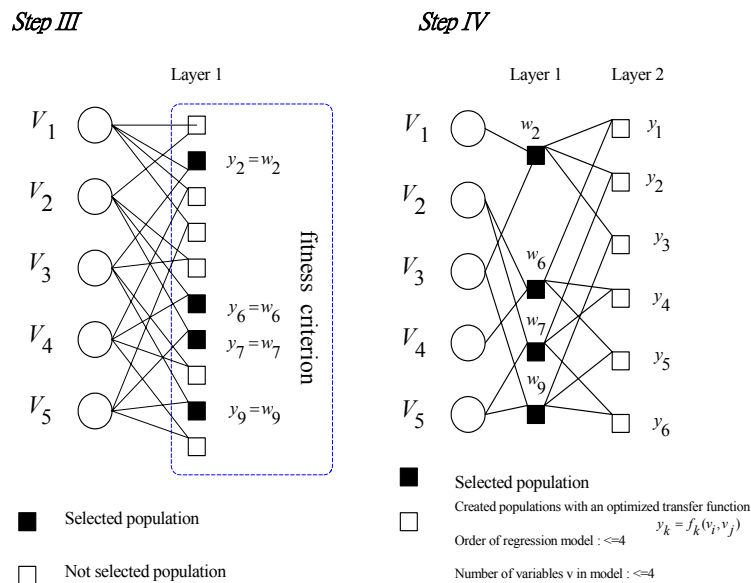 Step III
Layer 1
V1
V2
V3
V4
V5
y2 = w2
y6 = w6
y7 = w7
y9 = w9
fitness criterion
Selected population
Not selected population
Step IV
Layer 1
Layer 2
V1
V2
V3
V4
V5
w2
w6
w7
w9
y1
y2
y3
y4
y5
y6
Selected population
Created populations with an optimized transfer function
yk = fk(vi, vj)
Order of regression model : <=4
Number of variables v in model : <=4